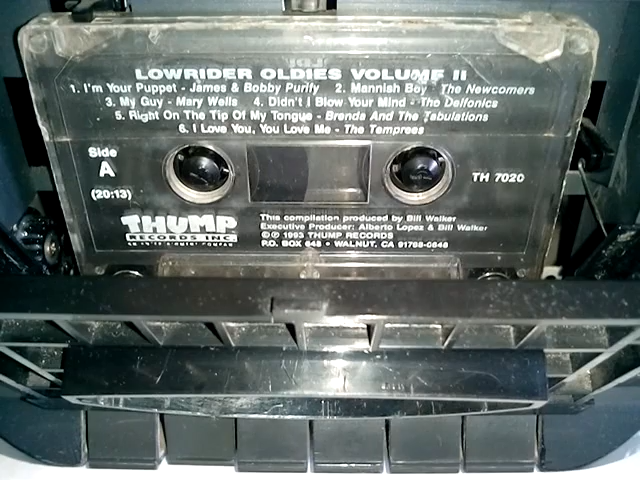 LOWRIDER OLDIES VOLUME II
1. I'm Your Puppet - James & Bobby Purify 2. Mannish Boy - The Newcomers
3. My Guy - Mary Wells 4. Didn't I Blow Your Mind - The Delfonics
5. Right On The Tip Of My Tongue - Brenda And The Tabulations
6. I Love You, You Love Me - The Temprees
Side
A
(20:13)
TH 7020
THUMP
RECORDS INC.
This compilation produced by Bill Walker
Executive Producer: Alberto Lopez & Bill Walker
©℗ 1993 THUMP RECORDS
P.O. BOX 648 • WALNUT, CA 91788-0648